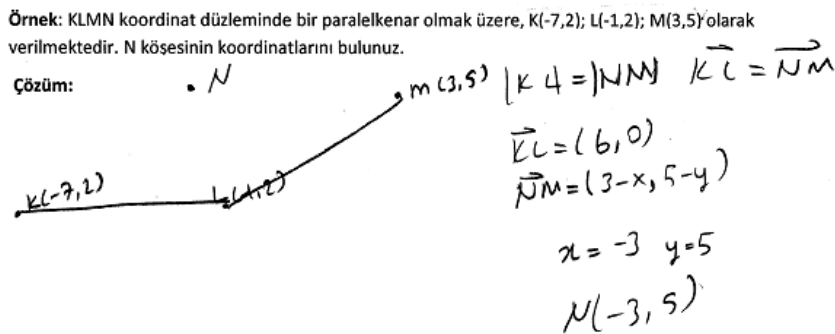 Örnek: KLMN koordinat düzleminde bir paralelkenar olmak üzere, K(-7,2); L(-1,2); M(3,5) olarak
verilmektedir. N köşesinin koordinatlarını bulunuz.
Çözüm:
N
M(3,5)
K(-7,2)
L(-1,2)
|KL|=|NM| KL = NM
KL=(6,0)
NM=(3-x, 5-y)
x = -3 y=5
N(-3,5)